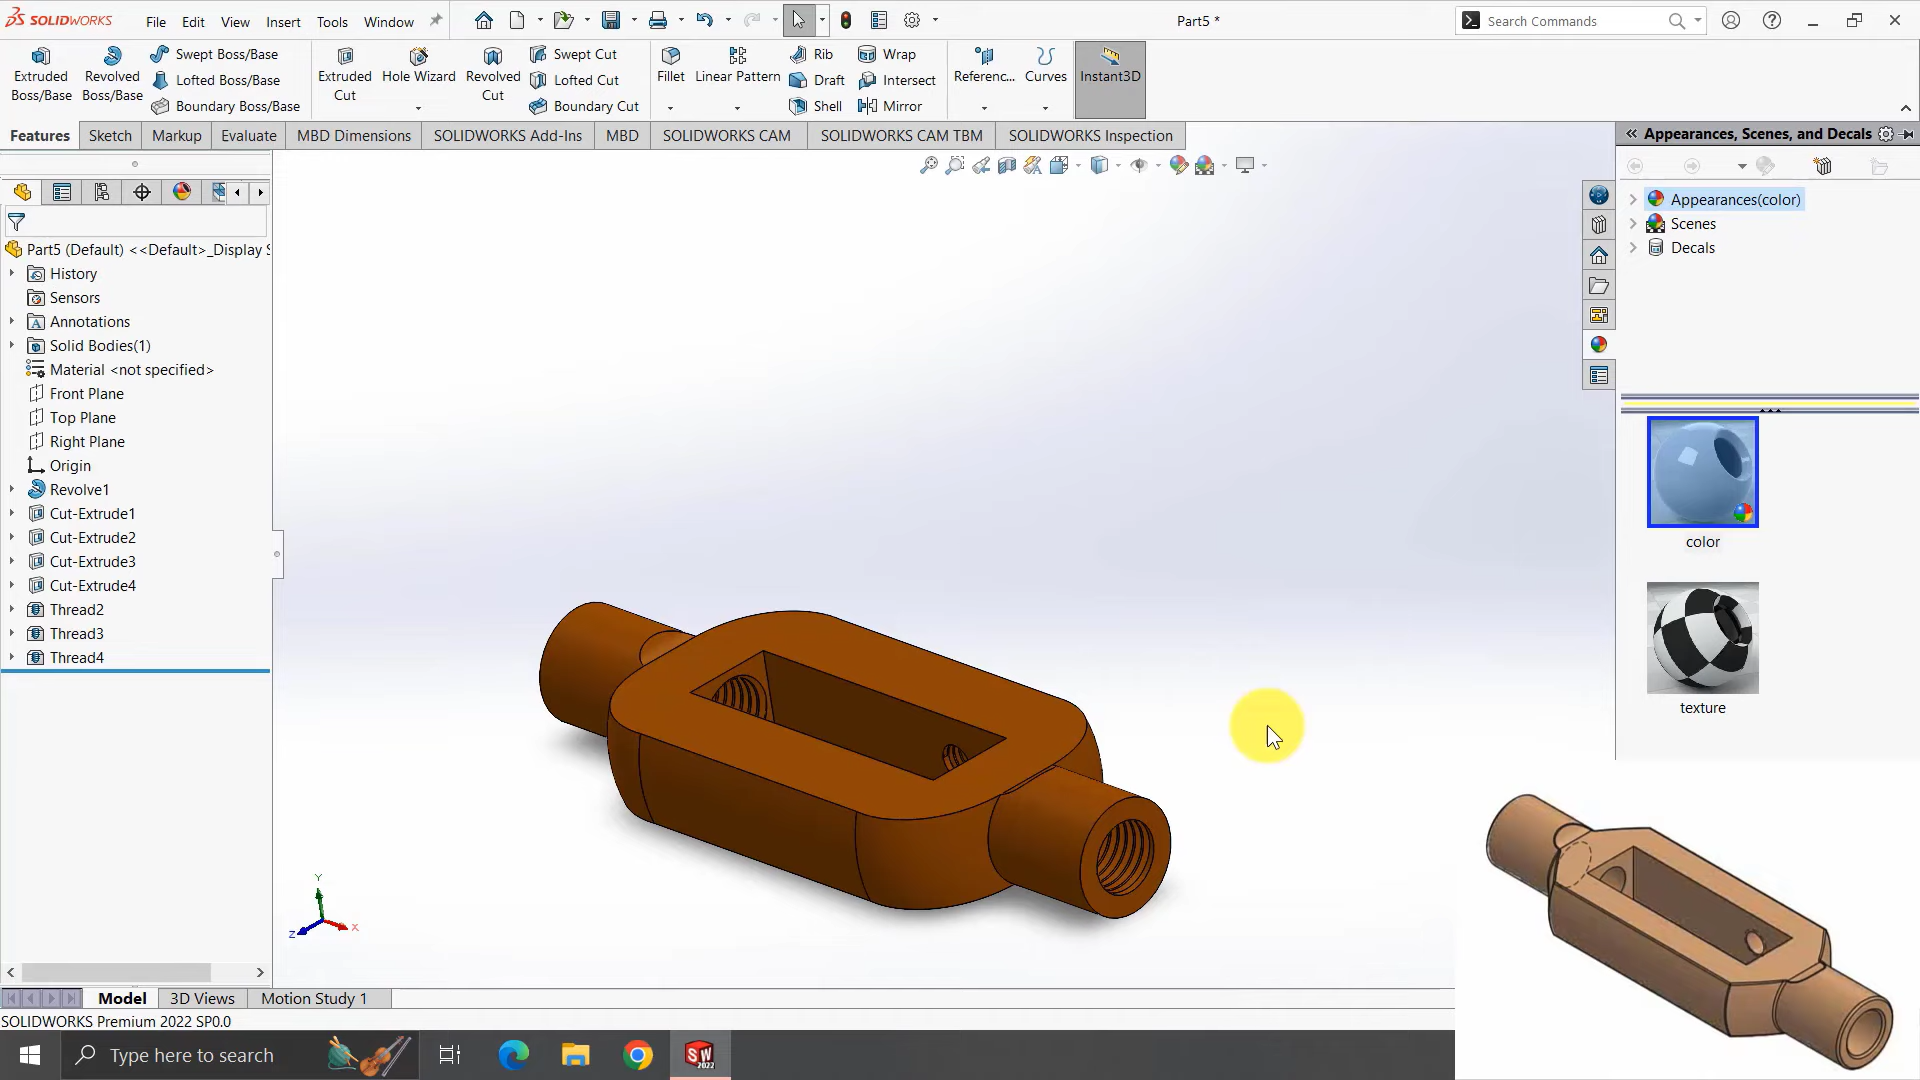 SOLIDWORKS File Edit View Insert Tools Window Part5 * Search Commands
Extruded Boss/Base
Revolved Boss/Base
Swept Boss/Base
Lofted Boss/Base
Boundary Boss/Base
Extruded Cut
Hole Wizard
Revolved Cut
Swept Cut
Lofted Cut
Boundary Cut
Fillet
Linear Pattern
Rib
Draft
Shell
Wrap
Intersect
Mirror
Referenc...
Curves
Instant3D
Features Sketch Markup Evaluate MBD Dimensions SOLIDWORKS Add-Ins MBD SOLIDWORKS CAM SOLIDWORKS CAM TBM SOLIDWORKS Inspection
Part5 (Default) <<Default>_Display S
History
Sensors
Annotations
Solid Bodies(1)
Material <not specified>
Front Plane
Top Plane
Right Plane
Origin
Revolve1
Cut-Extrude1
Cut-Extrude2
Cut-Extrude3
Cut-Extrude4
Thread2
Thread3
Thread4
Y
X
Z
Appearances, Scenes, and Decals
Appearances(color)
Scenes
Decals
color
texture
Model 3D Views Motion Study 1
SOLIDWORKS Premium 2022 SP0.0
Type here to search
SW
2022